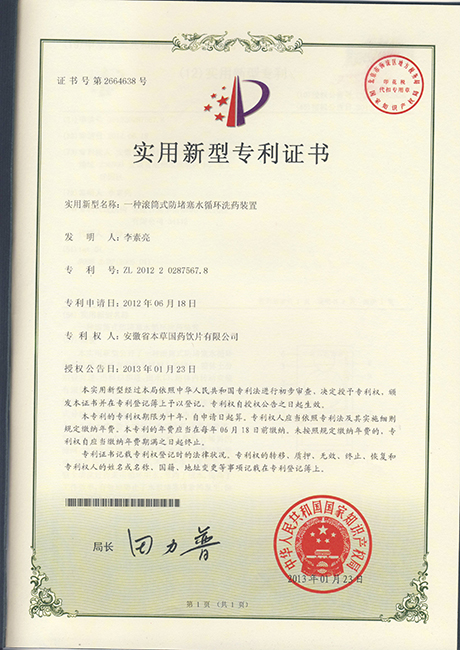 证书号第2664638号
印花税
代扣专用章
实用新型专利证书
实用新型名称：一种滚筒式防堵塞水循环洗药装置
发明人：李素亮
专利号：ZL 2012 2 0287567.8
专利申请日：2012年06月18日
专利权人：安徽省本草国药饮片有限公司
授权公告日：2013年01月23日
本实用新型经过本局依照中华人民共和国专利法进行初步审查，决定授予专利权，颁
发本证书并在专利登记簿上予以登记。专利权自授权公告之日起生效。
本专利的专利权期限为十年，自申请日起算。专利权人应当依照专利法及其实施细则
规定缴纳年费。本专利的年费应当在每年06月18日前缴纳。未按照规定缴纳年费的，专
利权自应当缴纳年费期满之日起终止。
专利证书记载专利权登记时的法律状况。专利权的转移、质押、无效、终止、恢复和
专利权人的姓名或名称、国籍、地址变更等事项记载在专利登记簿上。
局长 田力普
中华人民共和国国家知识产权局
2013年01月23日
第1页（共1页）